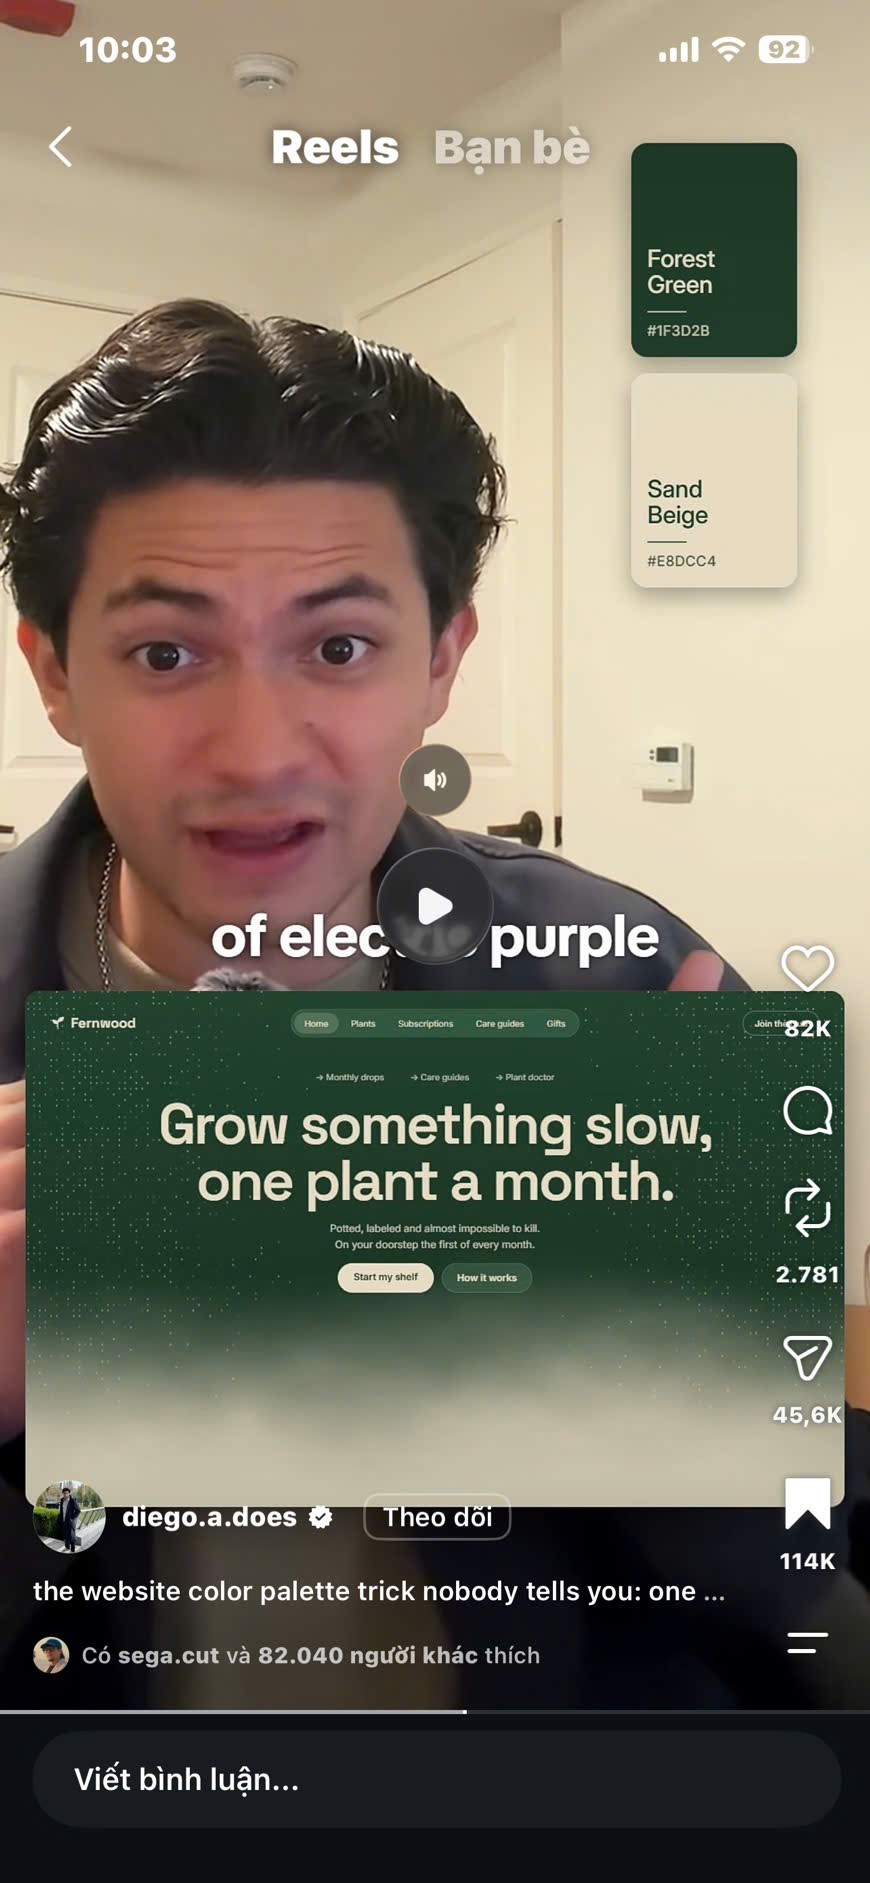 10:03
92
Reels Bạn bè
Forest
Green
#1F3D2B
Sand
Beige
#E8DCC4
of purple
Fernwood
Home Plants Subscriptions Care guides Gifts
Join
82K
→ Monthly drops → Care guides → Plant doctor
Grow something slow,
one plant a month.
Potted, labeled and almost impossible to kill.
On your doorstep the first of every month.
Start my shelf How it works
2.781
45,6K
diego.a.does Theo dõi
114K
the website color palette trick nobody tells you: one ...
Có sega.cut và 82.040 người khác thích
Viết bình luận...